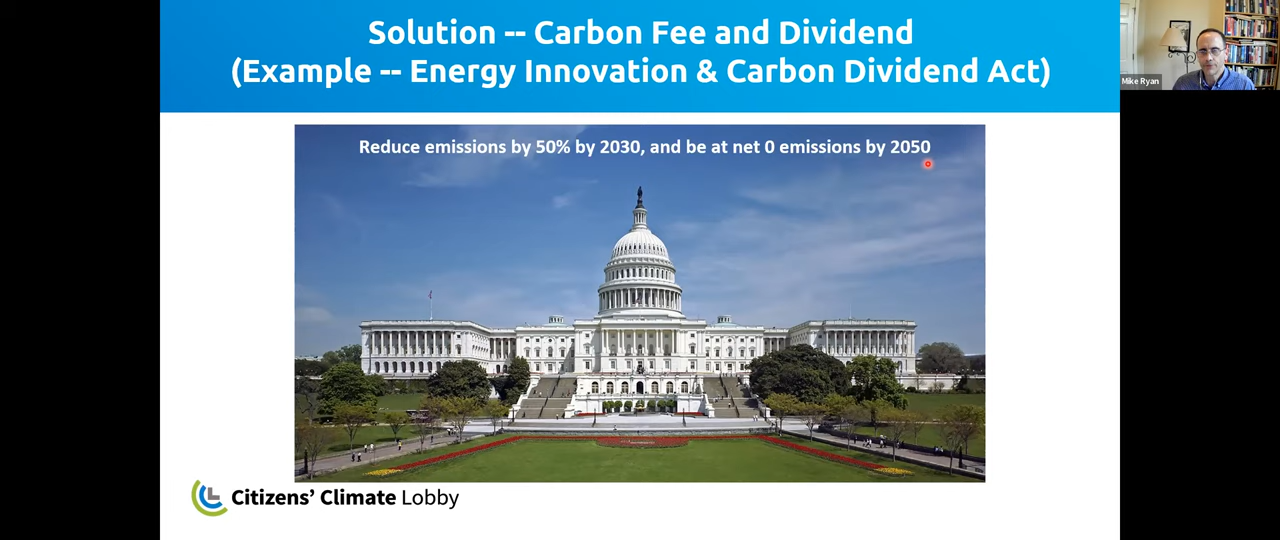 Solution -- Carbon Fee and Dividend
(Example -- Energy Innovation & Carbon Dividend Act)
Mike Ryan
Reduce emissions by 50% by 2030, and be at net 0 emissions by 2050
Citizens’ Climate Lobby